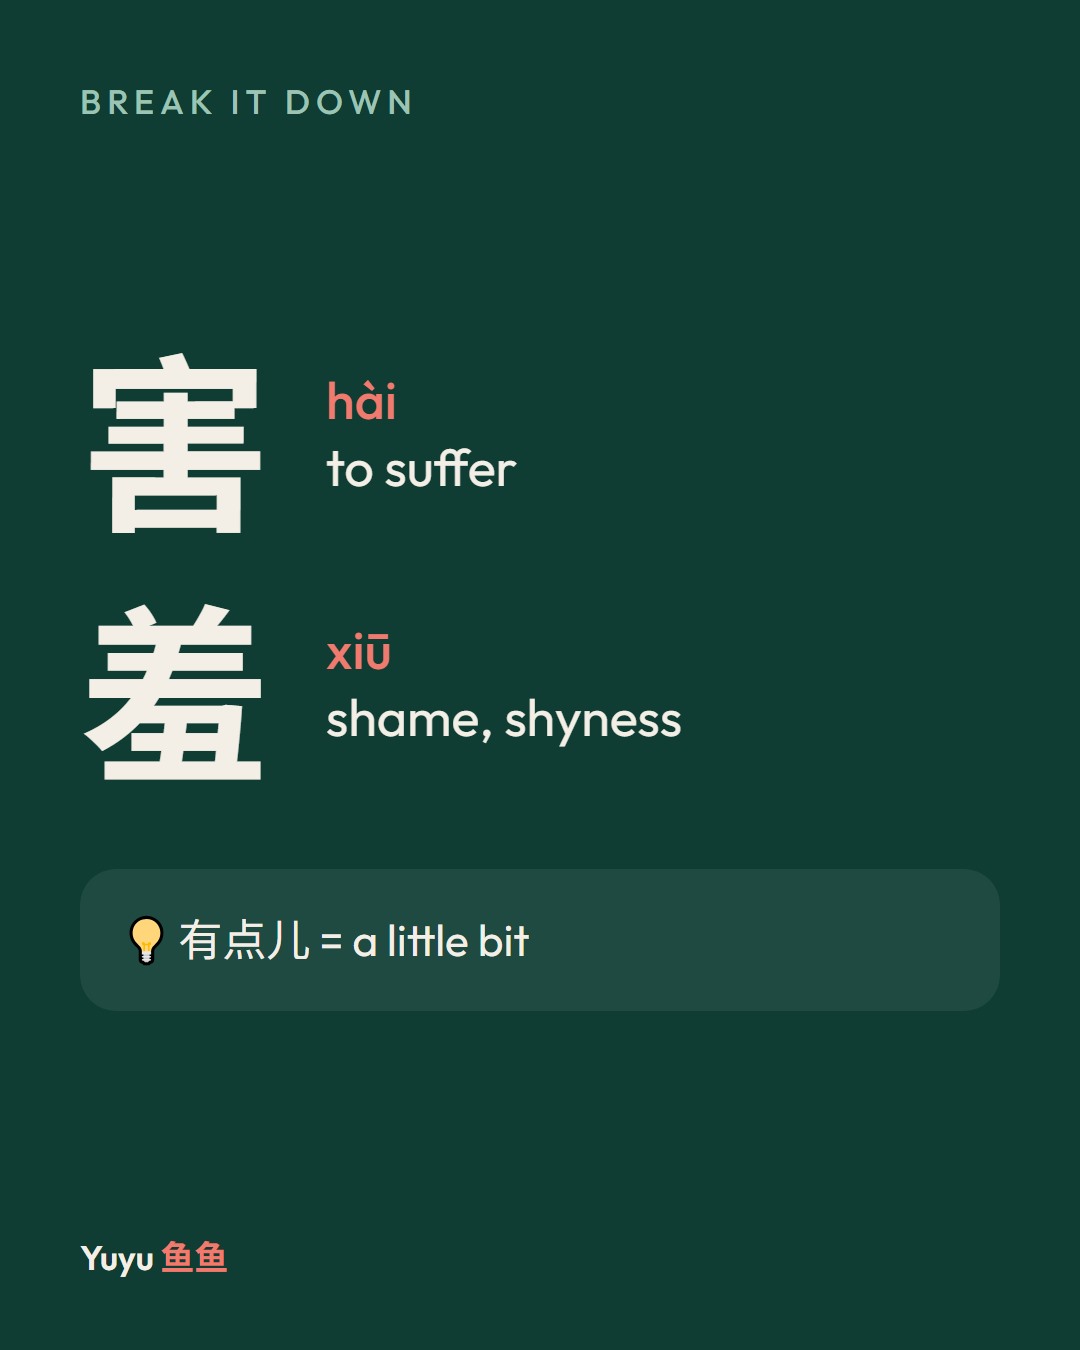 BREAK IT DOWN
害
hài
to suffer
羞
xiū
shame, shyness
💡 有点儿 = a little bit
Yuyu 鱼鱼